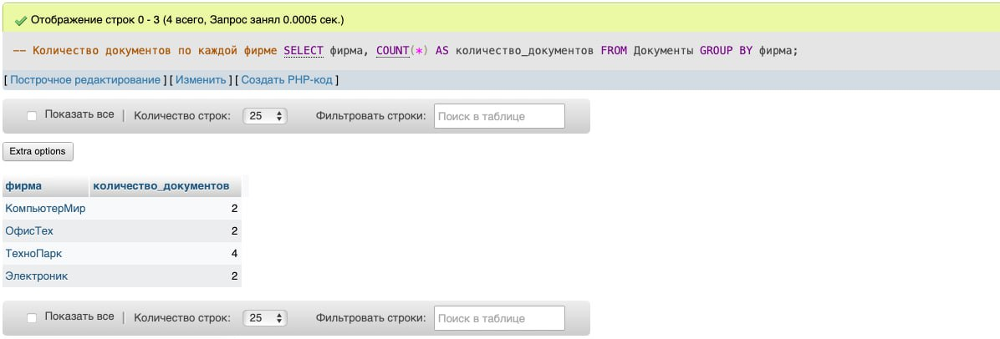 Отображение строк 0 - 3 (4 всего, Запрос занял 0.0005 сек.)
-- Количество документов по каждой фирме SELECT фирма, COUNT(*) AS количество_документов FROM Документы GROUP BY фирма;
[ Построчное редактирование ] [ Изменить ] [ Создать PHP-код ]
Показать все | Количество строк: 25 Фильтровать строки: Поиск в таблице
Extra options
фирма количество_документов
КомпьютерМир 2
ОфисТех 2
ТехноПарк 4
Электроник 2
Показать все | Количество строк: 25 Фильтровать строки: Поиск в таблице